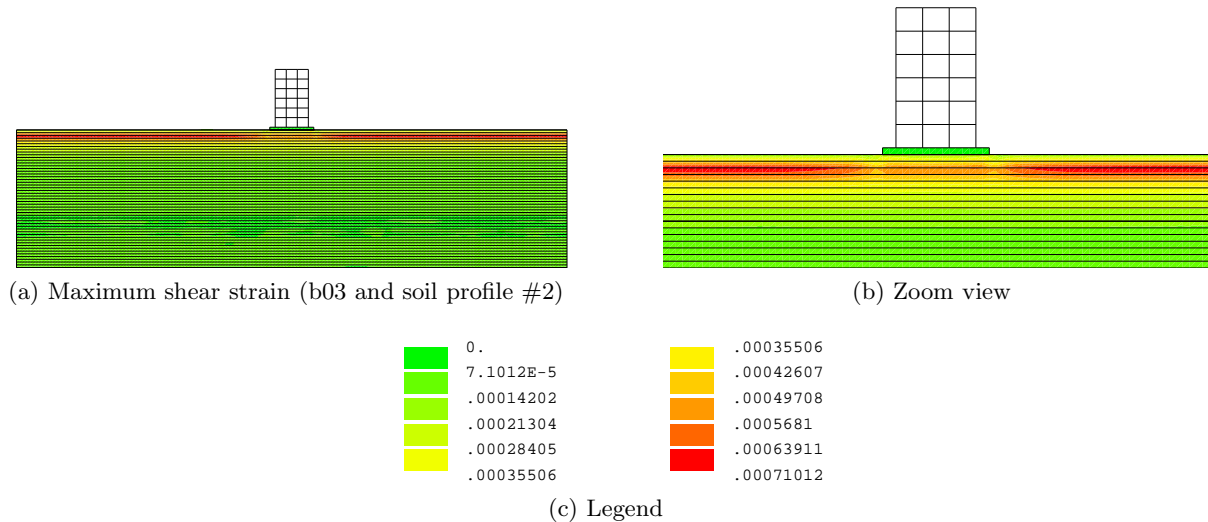 (a) Maximum shear strain (b03 and soil profile #2)
(b) Zoom view
0.
7.1012E-5
.00014202
.00021304
.00028405
.00035506
.00035506
.00042607
.00049708
.0005681
.00063911
.00071012
(c) Legend